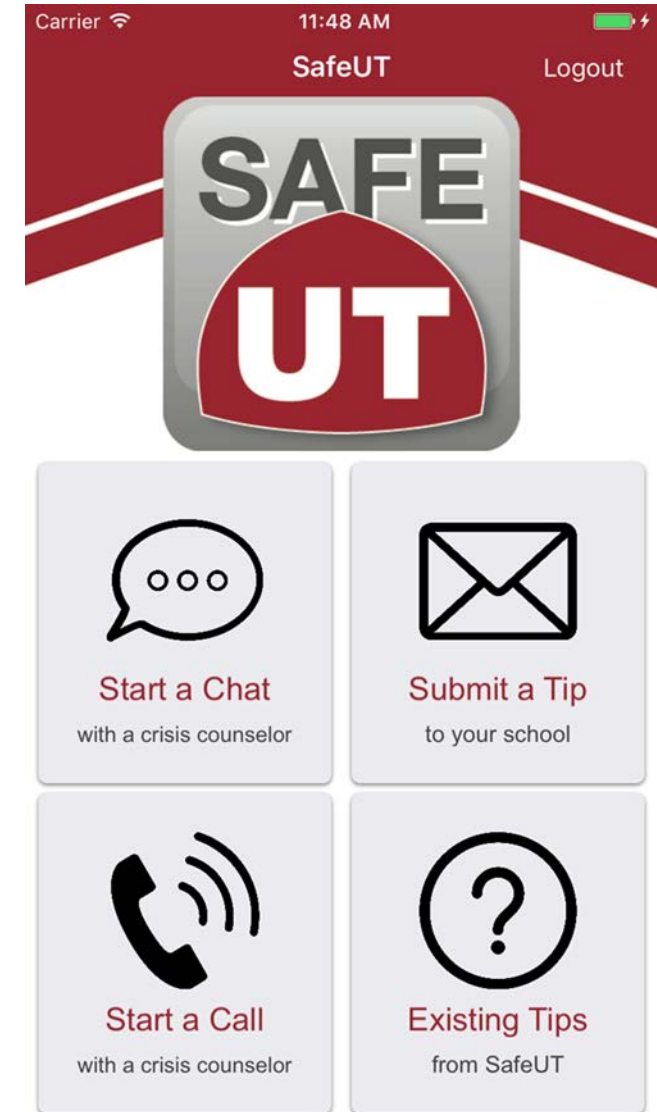 Carrier 11:48 AM
SafeUT Logout
SAFE
UT
Start a Chat
with a crisis counselor
Submit a Tip
to your school
Start a Call
with a crisis counselor
Existing Tips
from SafeUT